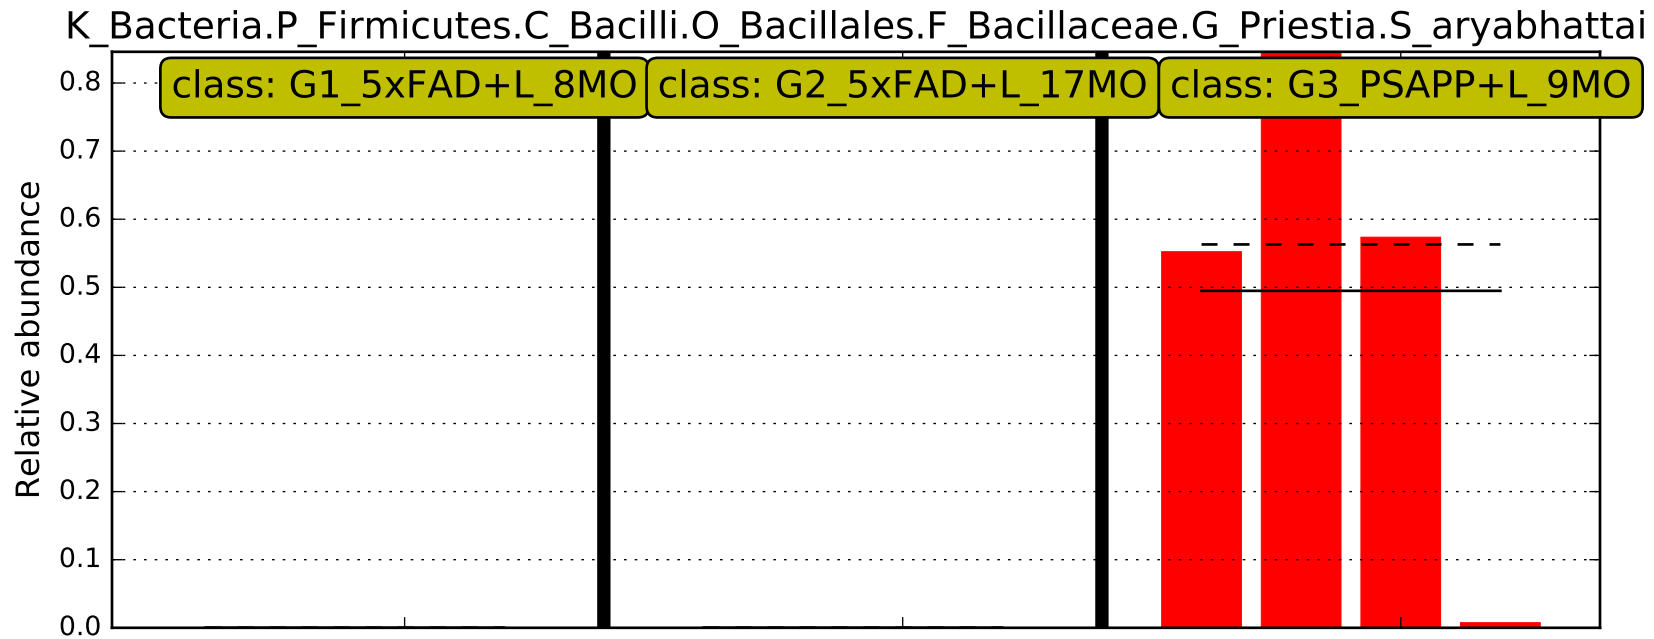 K_Bacteria.P_Firmicutes.C_Bacilli.O_Bacillales.F_Bacillaceae.G_Priestia.S_aryabhattai
class: G1_5xFAD+L_8MO
class: G2_5xFAD+L_17MO
class: G3_PSAPP+L_9MO
Relative abundance
0.8
0.7
0.6
0.5
0.4
0.3
0.2
0.1
0.0